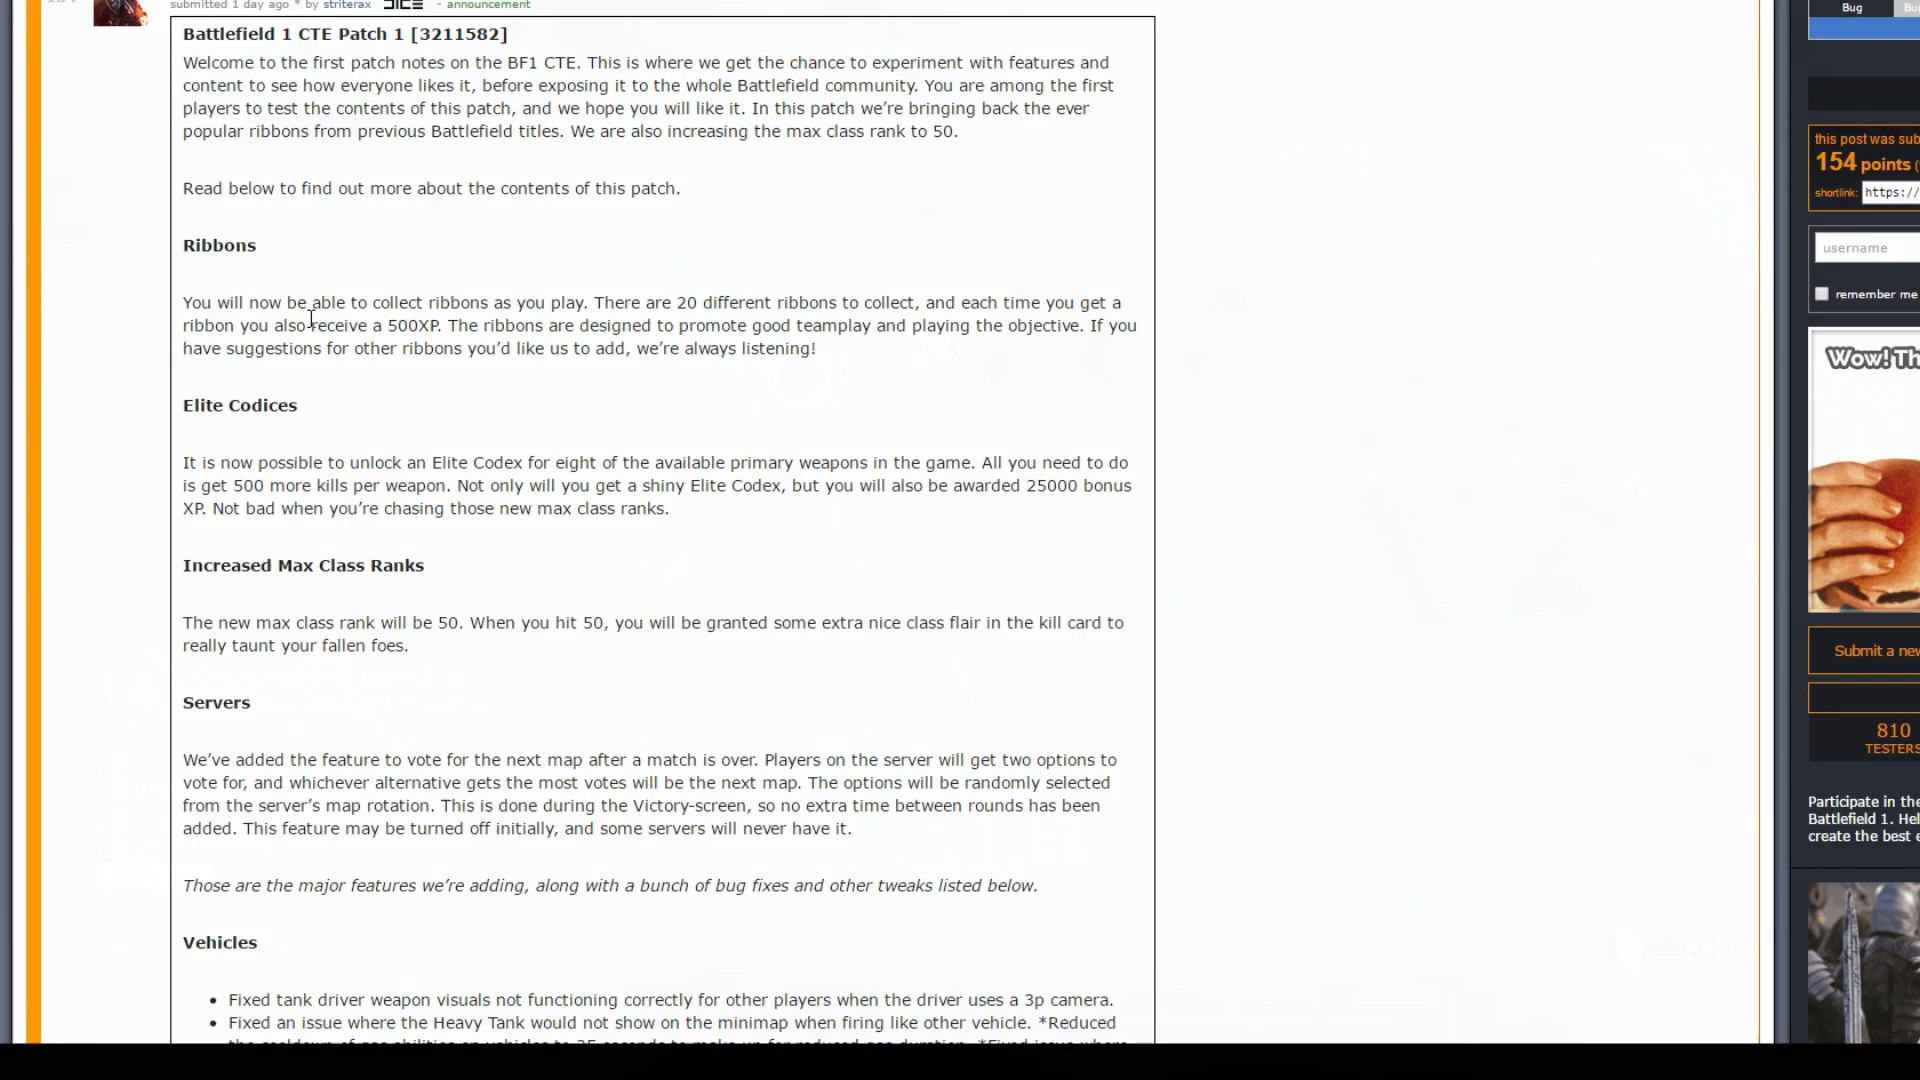 submitted 1 day ago * by striterax DICE - announcement
Bug
Battlefield 1 CTE Patch 1 [3211582]
Welcome to the first patch notes on the BF1 CTE. This is where we get the chance to experiment with features and
content to see how everyone likes it, before exposing it to the whole Battlefield community. You are among the first
players to test the contents of this patch, and we hope you will like it. In this patch we’re bringing back the ever
popular ribbons from previous Battlefield titles. We are also increasing the max class rank to 50.
Read below to find out more about the contents of this patch.
Ribbons
You will now be able to collect ribbons as you play. There are 20 different ribbons to collect, and each time you get a
ribbon you also receive a 500XP. The ribbons are designed to promote good teamplay and playing the objective. If you
have suggestions for other ribbons you’d like us to add, we’re always listening!
Elite Codices
It is now possible to unlock an Elite Codex for eight of the available primary weapons in the game. All you need to do
is get 500 more kills per weapon. Not only will you get a shiny Elite Codex, but you will also be awarded 25000 bonus
XP. Not bad when you’re chasing those new max class ranks.
Increased Max Class Ranks
The new max class rank will be 50. When you hit 50, you will be granted some extra nice class flair in the kill card to
really taunt your fallen foes.
Servers
We’ve added the feature to vote for the next map after a match is over. Players on the server will get two options to
vote for, and whichever alternative gets the most votes will be the next map. The options will be randomly selected
from the server’s map rotation. This is done during the Victory-screen, so no extra time between rounds has been
added. This feature may be turned off initially, and some servers will never have it.
Those are the major features we’re adding, along with a bunch of bug fixes and other tweaks listed below.
Vehicles
• Fixed tank driver weapon visuals not functioning correctly for other players when the driver uses a 3p camera.
• Fixed an issue where the Heavy Tank would not show on the minimap when firing like other vehicle. *Reduced
this post was sub
154 points (
shortlink: https://
username
remember me
Wow! Th
Submit a new
810
TESTERS
Participate in the
Battlefield 1. Hel
create the best e